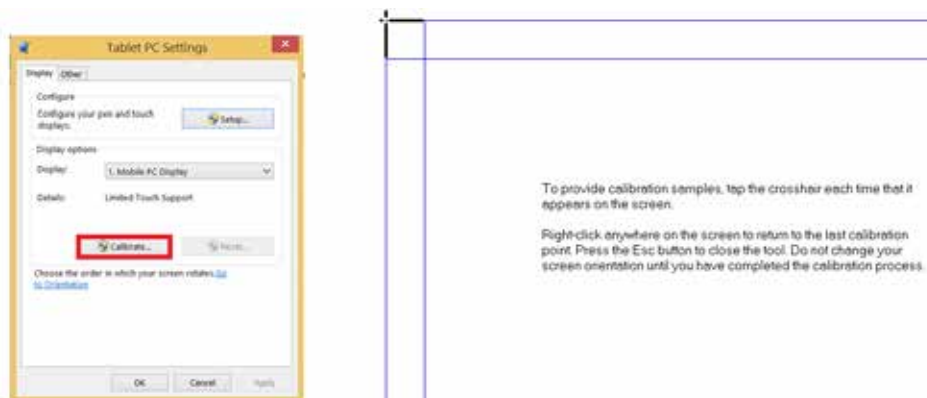 Tablet PC Settings
Display Other
Configure
Configure your pen and touch
displays.
Setup...
Display options
Display:
1. Mobile PC Display
Details:
Limited Touch Support
Calibrate...
Reset...
Choose the order in which your screen rotates. Go
to Orientation
OK Cancel Apply
To provide calibration samples, tap the crosshair each time that it
appears on the screen.
Right-click anywhere on the screen to return to the last calibration
point. Press the Esc button to close the tool. Do not change your
screen orientation until you have completed the calibration process.